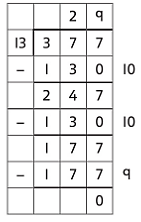 2 9
13 3 7 7
– 1 3 0 10
2 4 7
– 1 3 0 10
1 7 7
– 1 7 7 9
0